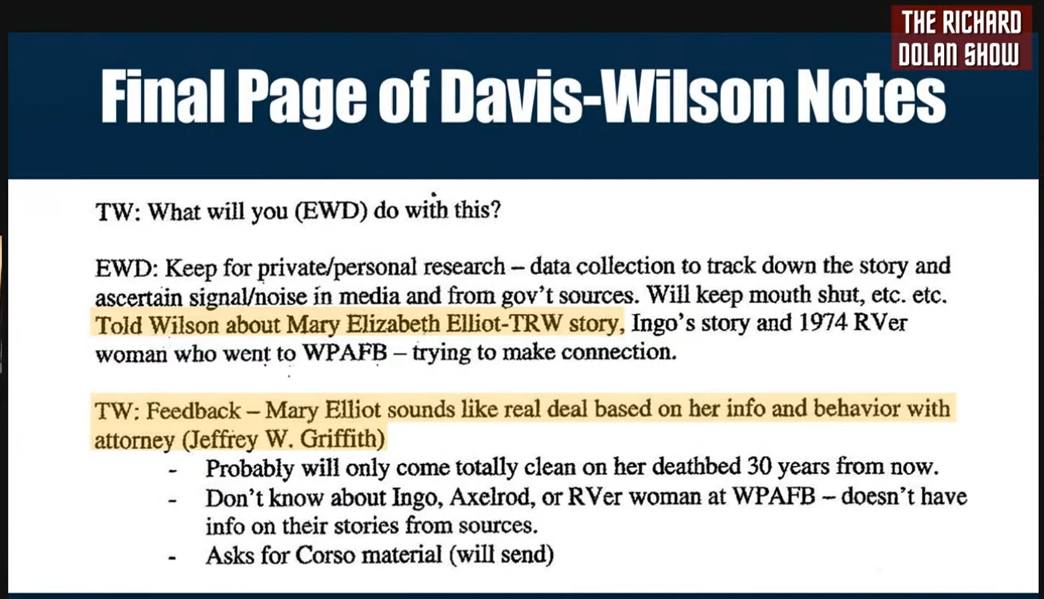 THE RICHARD
DOLAN SHOW
Final Page of Davis-Wilson Notes
TW: What will you (EWD) do with this?
EWD: Keep for private/personal research – data collection to track down the story and
ascertain signal/noise in media and from gov't sources. Will keep mouth shut, etc. etc.
Told Wilson about Mary Elizabeth Elliot-TRW story, Ingo's story and 1974 RVer
woman who went to WPAFB – trying to make connection.
TW: Feedback – Mary Elliot sounds like real deal based on her info and behavior with
attorney (Jeffrey W. Griffith)
- Probably will only come totally clean on her deathbed 30 years from now.
- Don't know about Ingo, Axelrod, or RVer woman at WPAFB – doesn't have
info on their stories from sources.
- Asks for Corso material (will send)